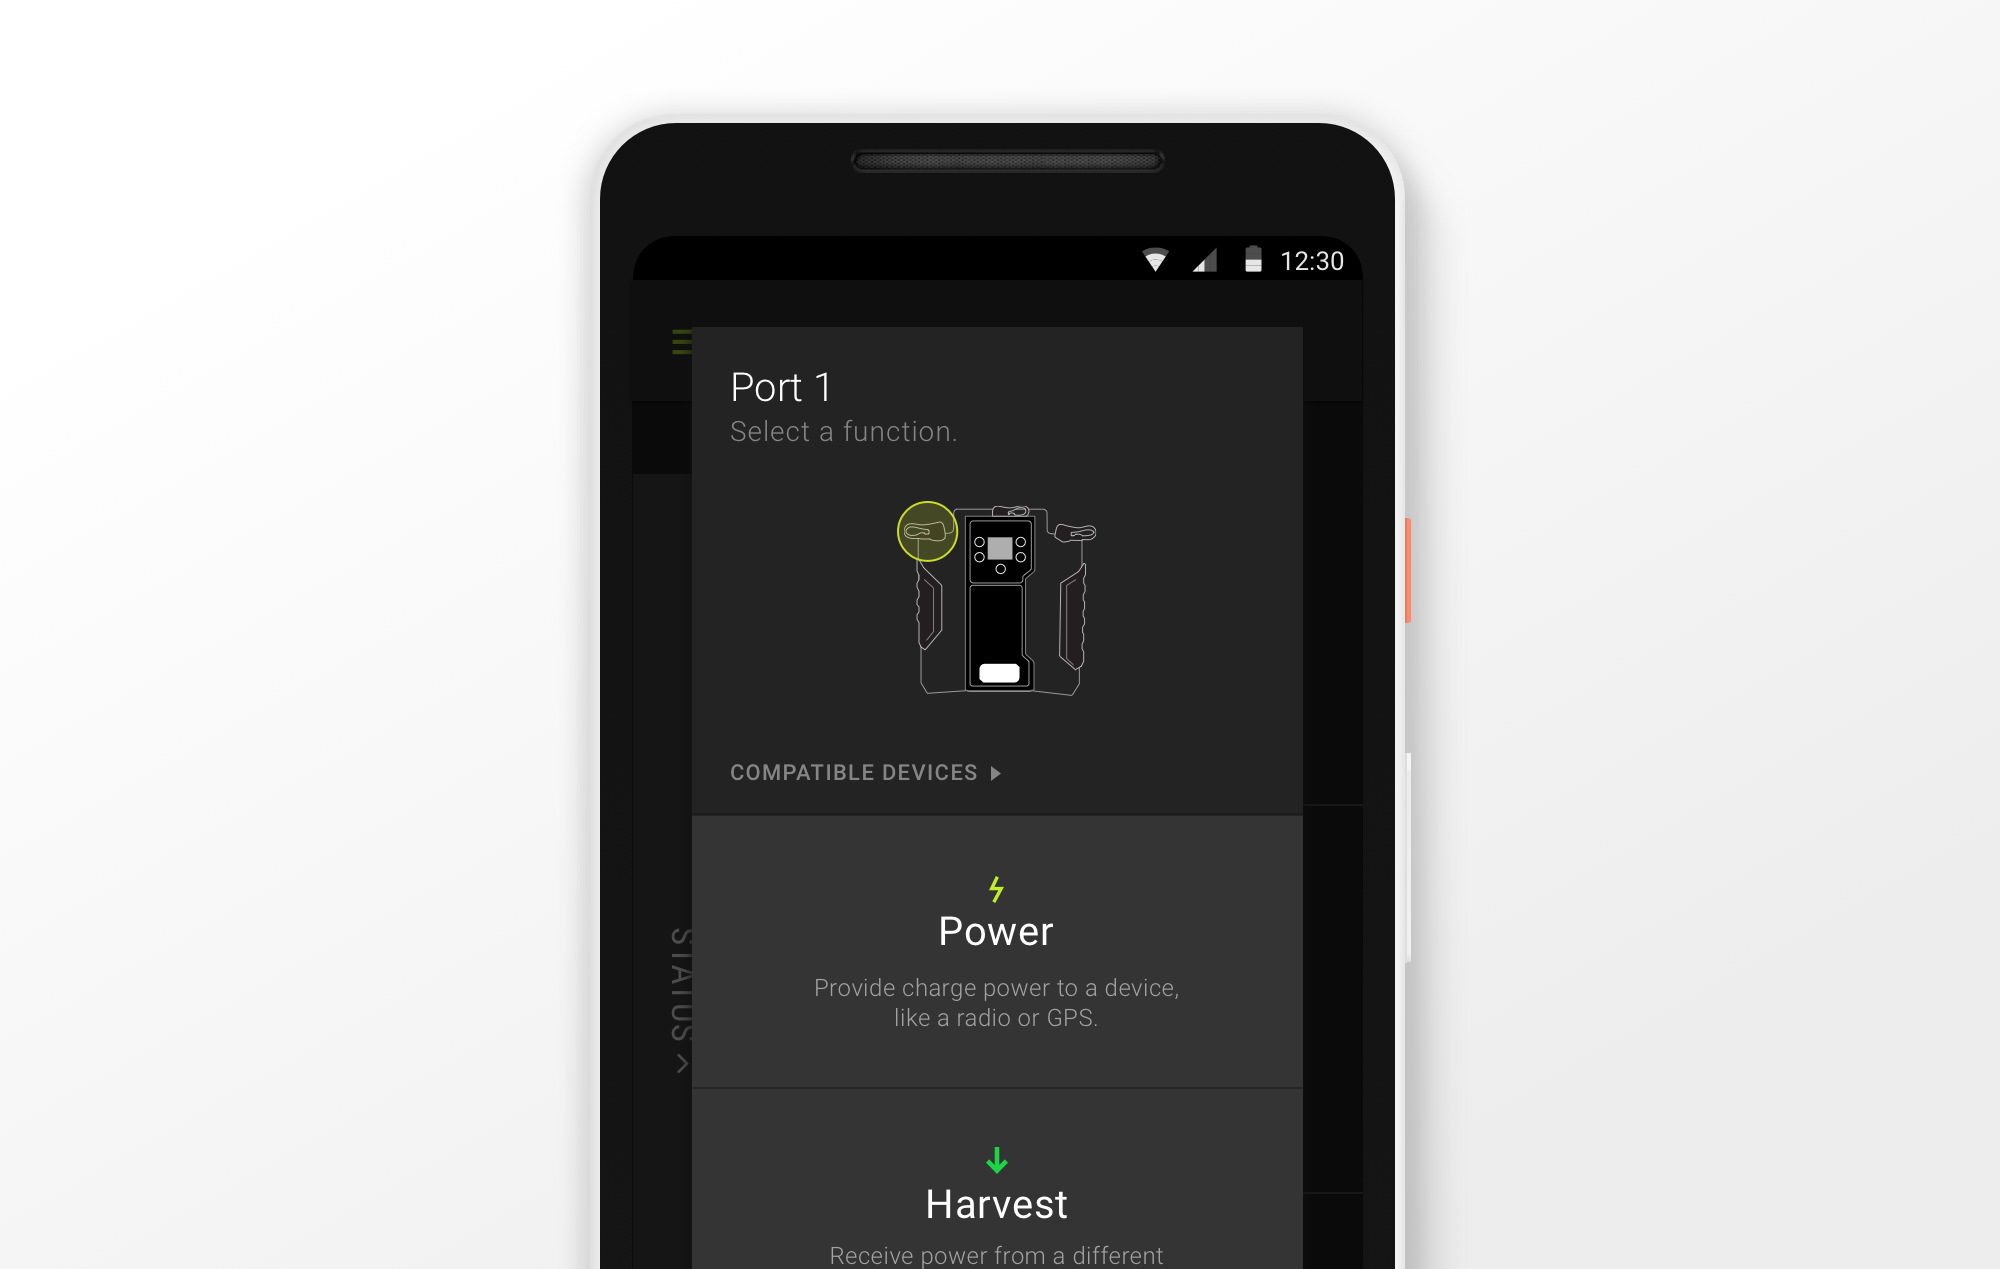 12:30
Port 1
Select a function.
COMPATIBLE DEVICES
Power
Provide charge power to a device,
like a radio or GPS.
STATUS
Harvest
Receive power from a different